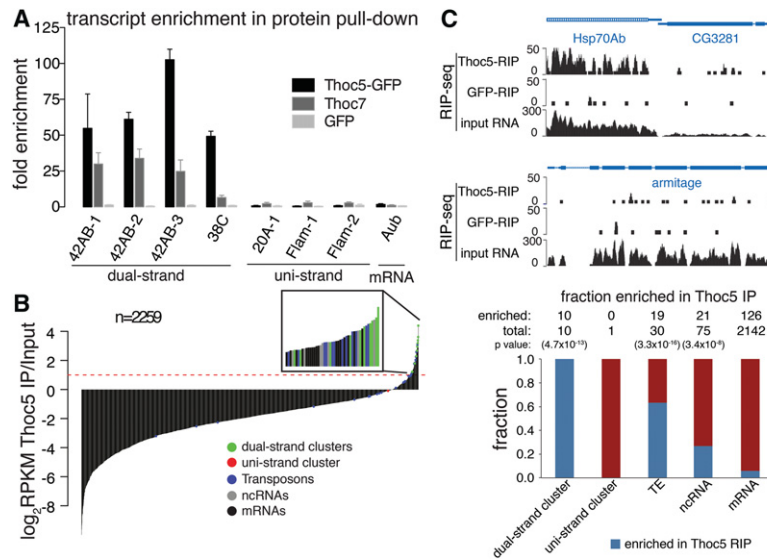 A
transcript enrichment in protein pull-down
fold enrichment
125
100
75
50
25
0
Thoc5-GFP
Thoc7
GFP
42AB-1
42AB-2
42AB-3
38C
20A-1
Flam-1
Flam-2
Aub
dual-strand
uni-strand
mRNA
B
n=2259
log2RPKM Thoc5 IP/Input
4
2
0
-2
-4
-6
-8
dual-strand clusters
uni-strand cluster
Transposons
ncRNAs
mRNAs
C
Hsp70Ab
CG3281
RIP-seq
50
Thoc5-RIP
50
GFP-RIP
300
input RNA
armitage
RIP-seq
50
Thoc5-RIP
50
GFP-RIP
300
input RNA
fraction enriched in Thoc5 IP
enriched: 10 0 19 21 126
total: 10 1 30 75 2142
p value: (4.7x10-13) (3.3x10-16) (3.4x10-8)
fraction
1.0
0.8
0.6
0.4
0.2
0.0
dual-strand cluster
uni-strand cluster
TE
ncRNA
mRNA
enriched in Thoc5 RIP